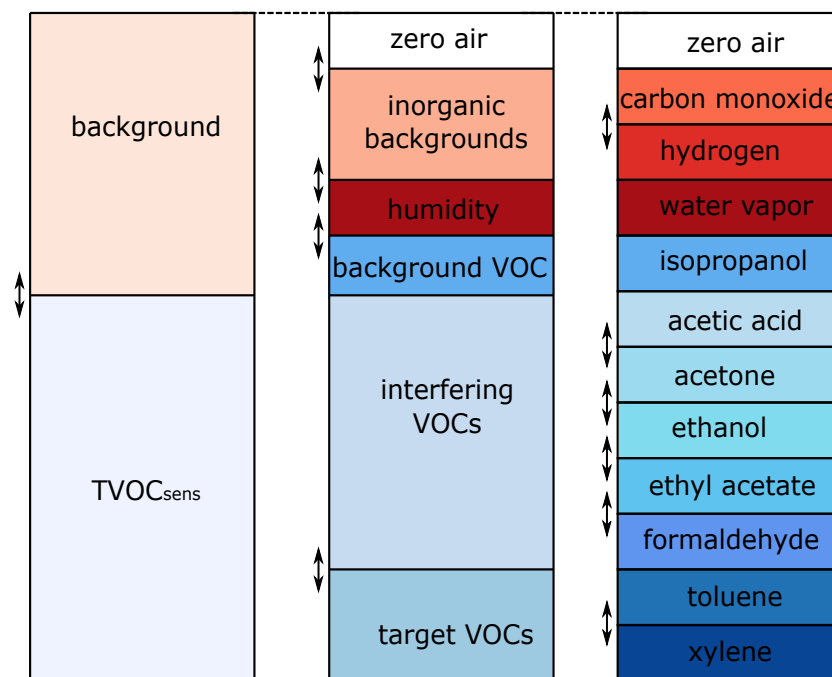 background
TVOCsens
zero air
inorganic
backgrounds
humidity
background VOC
interfering
VOCs
target VOCs
zero air
carbon monoxide
hydrogen
water vapor
isopropanol
acetic acid
acetone
ethanol
ethyl acetate
formaldehyde
toluene
xylene